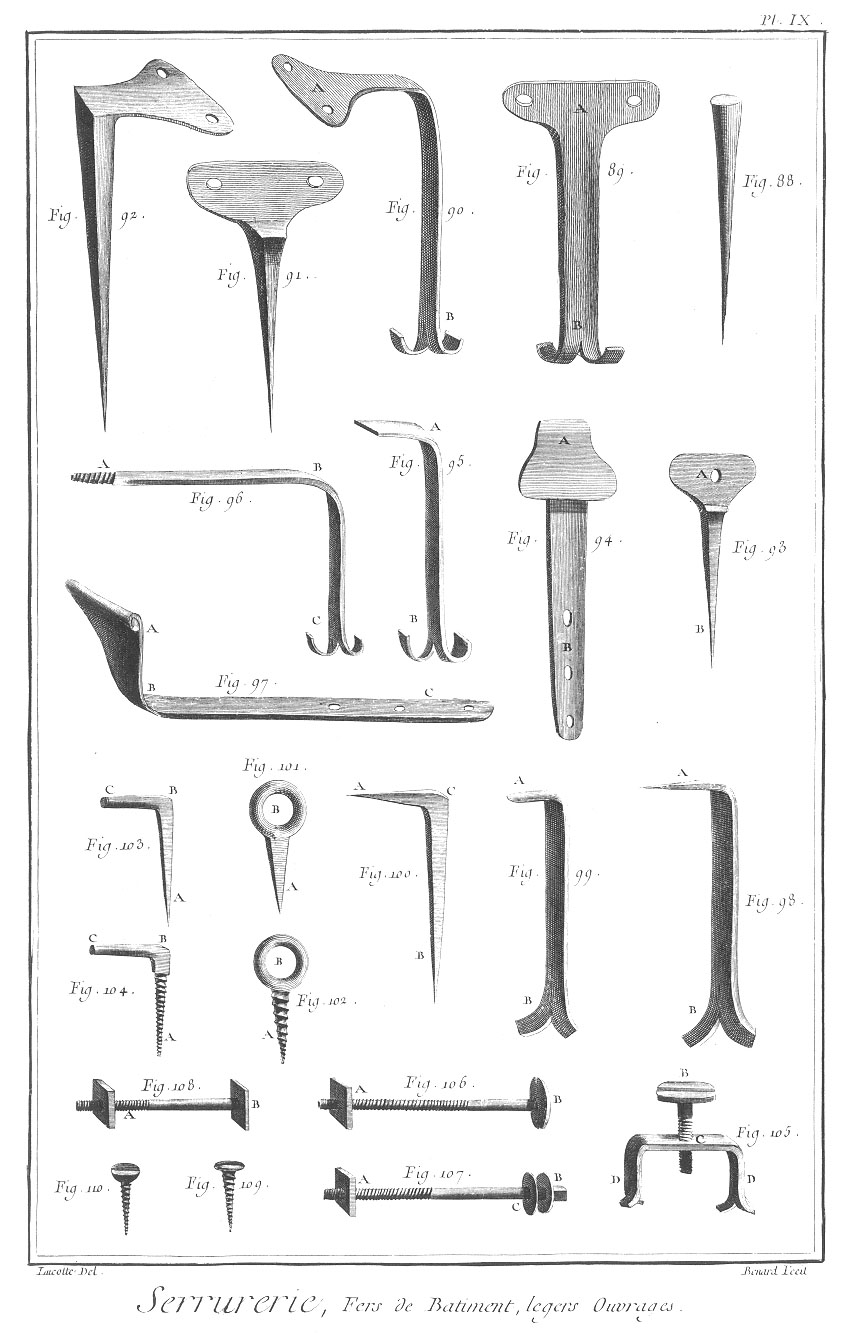 Pl. IX.
A
A
Fig. 92.
Fig. 91..
Fig. 90.
Fig. 89.
Fig. 88.
B
B
A
A
A
A
B
Fig. 96.
Fig. 95.
Fig. 94.
Fig. 93
C
B
B
B
A
B
Fig. 97.
C
Fig. 101.
C
B
A
C
A
A
B
Fig. 103.
Fig. 100.
Fig. 99.
Fig. 98.
A
A
B
B
B
C
B
B
Fig. 104.
Fig. 102.
A
A
Fig. 108.
Fig. 106.
B
A
A
B
B
Fig. 105.
C
Fig. 110.
Fig. 109.
Fig. 107.
A
B
C
D
D
Lucotte Del.
Benard Fecit
Serrurerie, Fers de Batiment, legers Ouvrages.